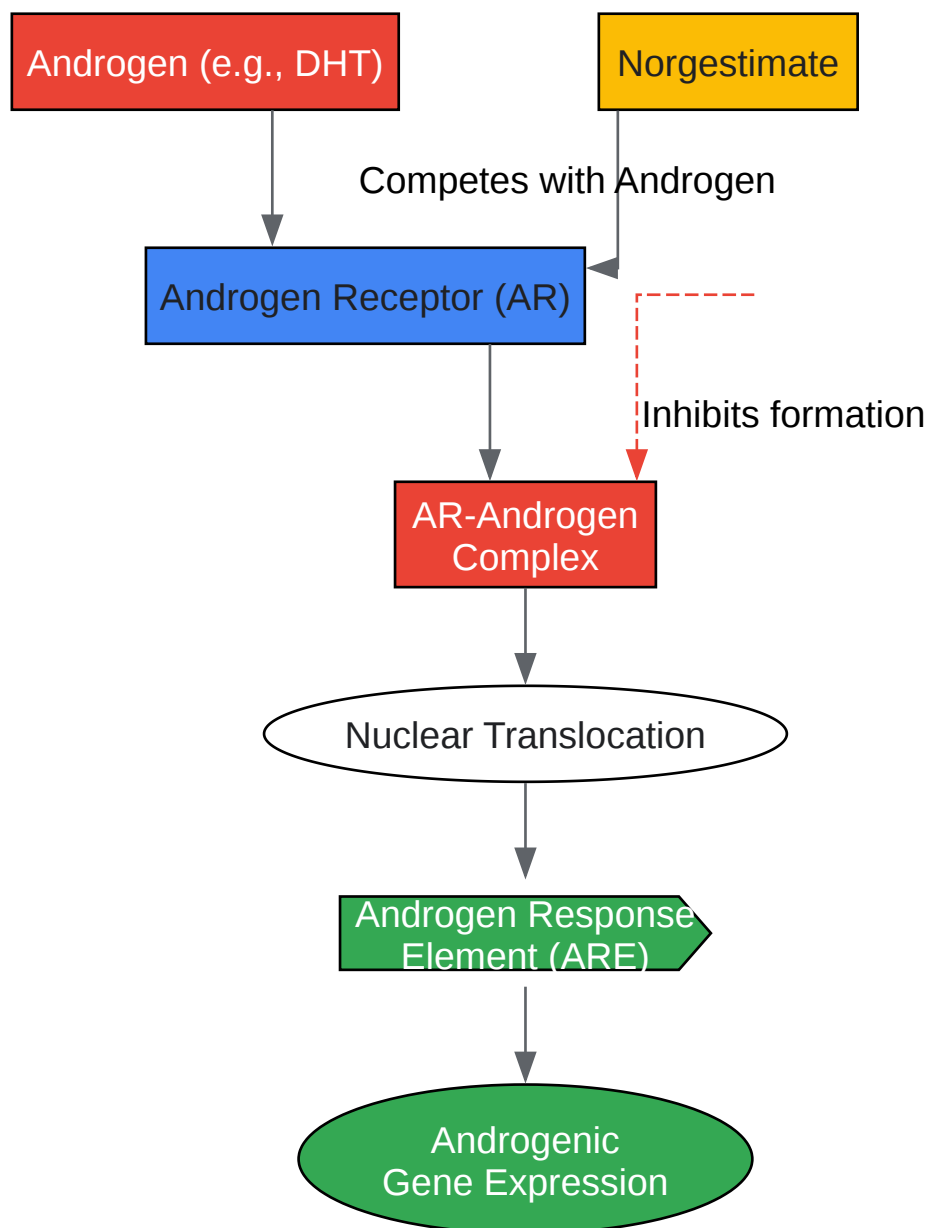 Androgen (e.g., DHT)
Norgestimate
Competes with Androgen
Androgen Receptor (AR)
Inhibits formation
AR-Androgen
Complex
Nuclear Translocation
Androgen Response
Element (ARE)
Androgenic
Gene Expression